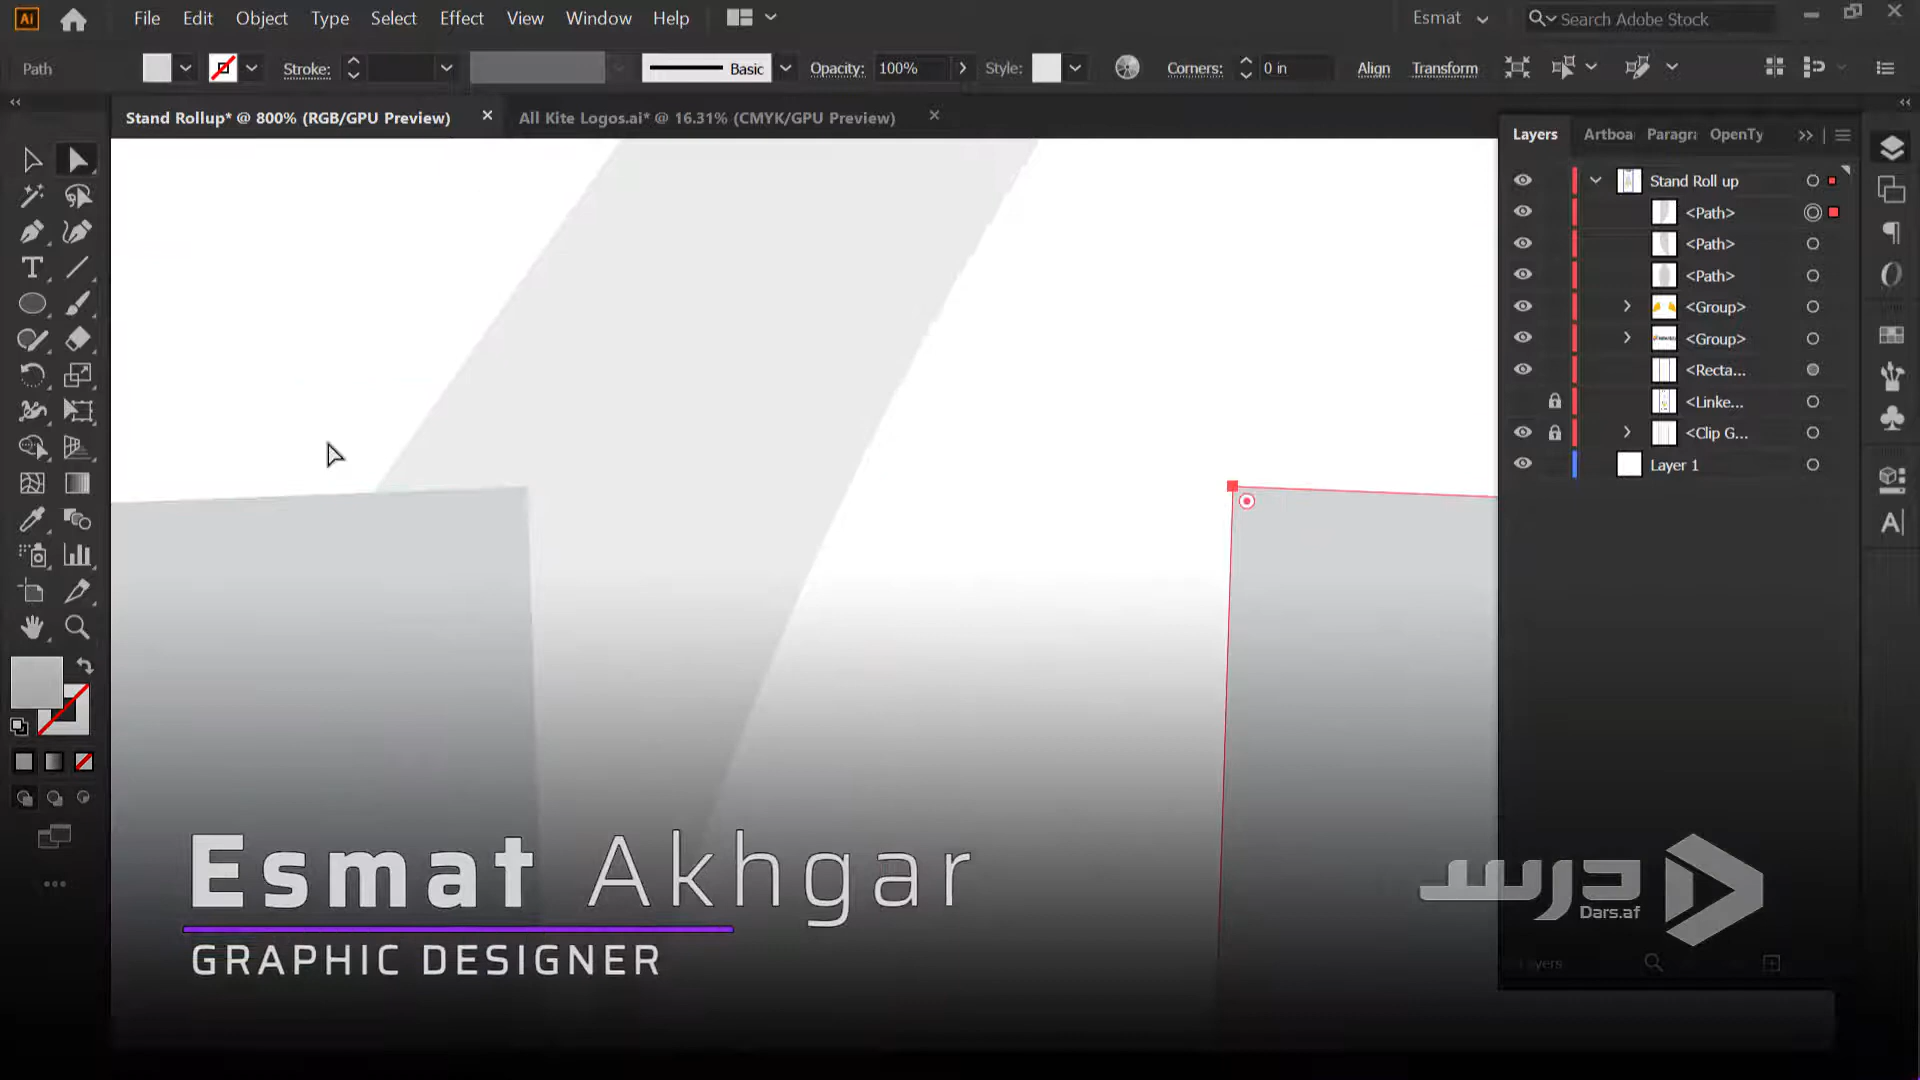 File Edit Object Type Select Effect View Window Help
Esmat
Search Adobe Stock
Path
Stroke:
Basic
Opacity: 100%
Style:
Corners: 0 in
Align
Transform
Stand Rollup* @ 800% (RGB/GPU Preview)
All Kite Logos.ai* @ 16.31% (CMYK/GPU Preview)
Layers Artboa Paragra OpenTy
Stand Roll up
<Path>
<Path>
<Path>
<Group>
<Group>
<Recta...
<Linke...
<Clip G...
Layer 1
Esmat Akhgar
GRAPHIC DESIGNER
درس
Dars.af